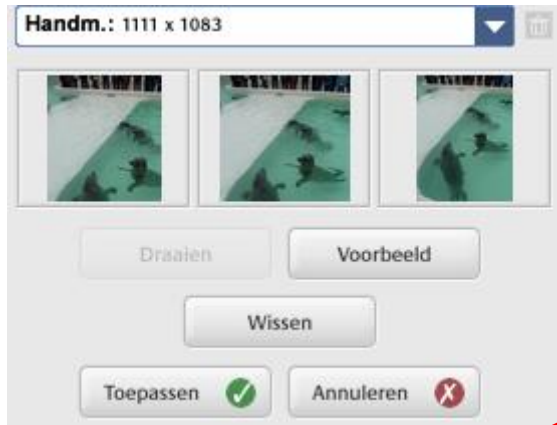 Handm.: 1111 x 1083
Draaien
Voorbeeld
Wissen
Toepassen
Annuleren